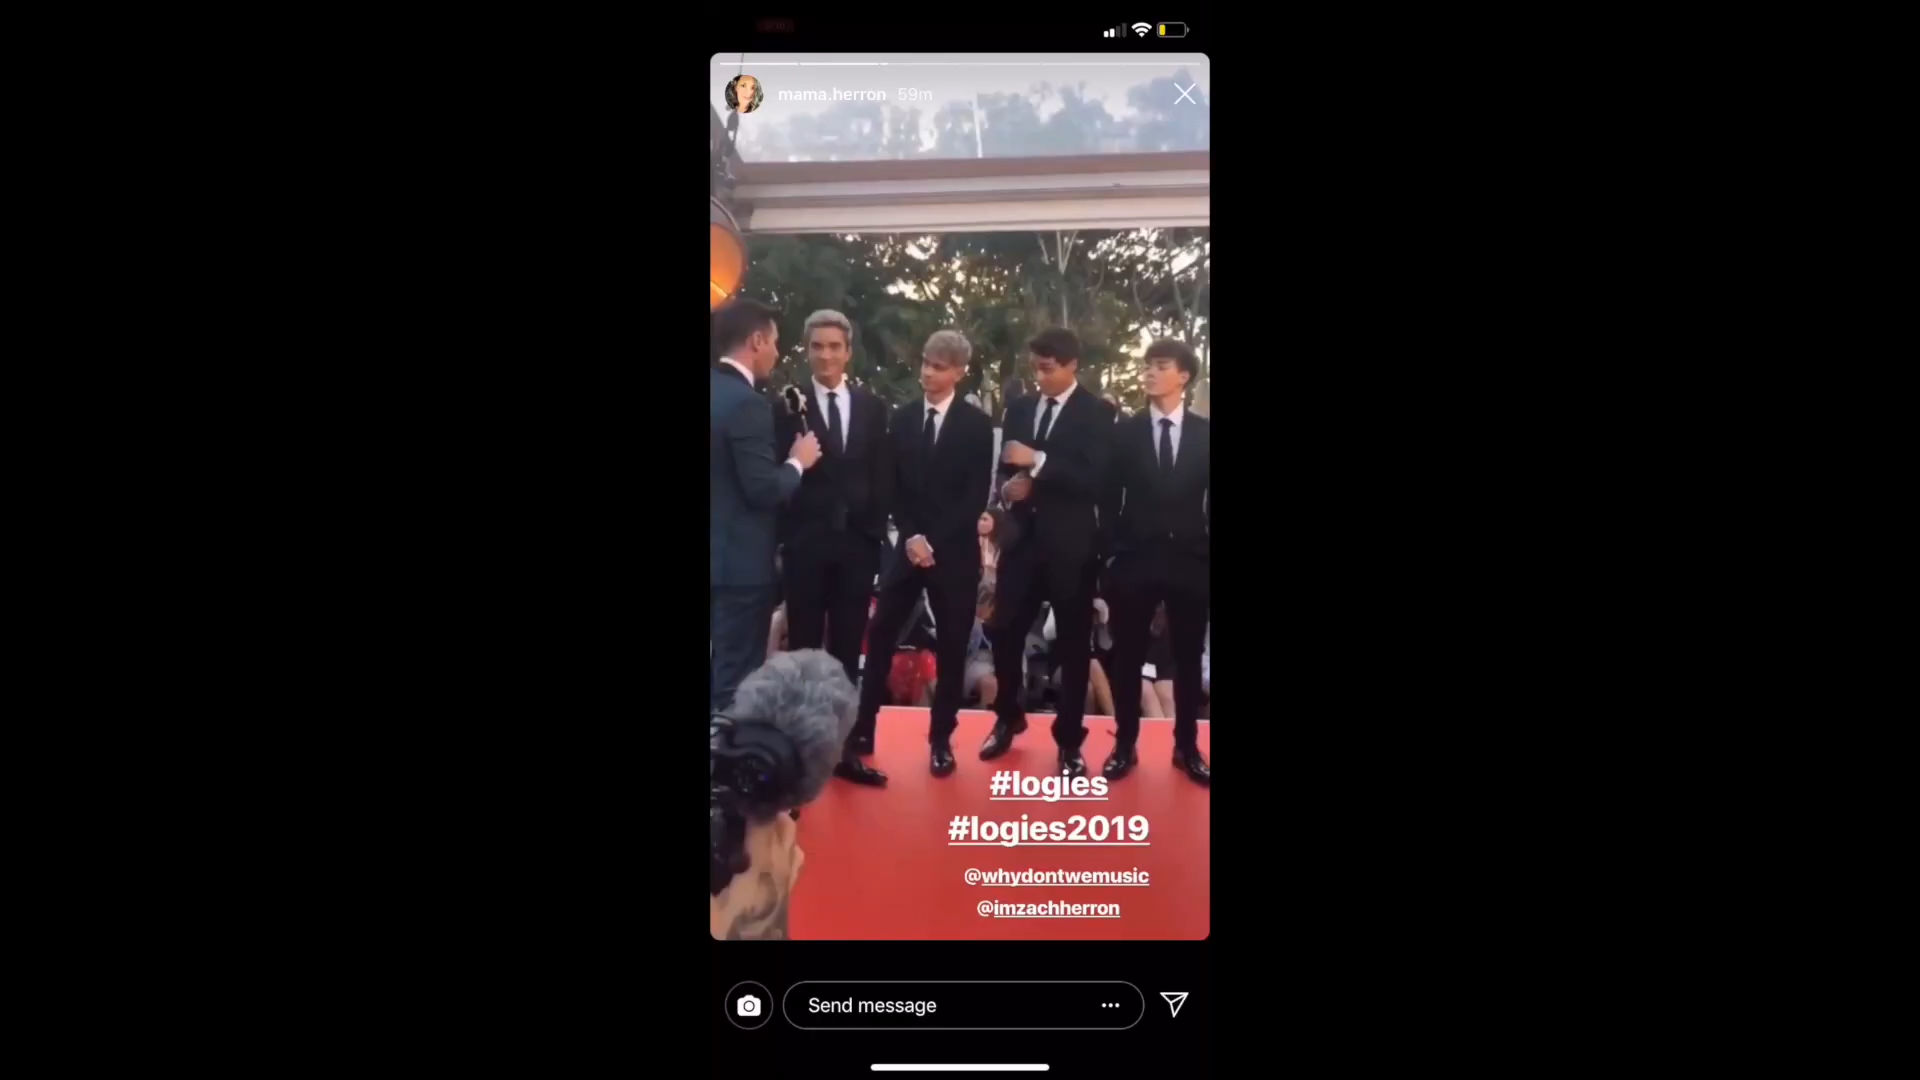 mama.herron 59m
#logies
#logies2019
@whydontwemusic
@imzachherron
Send message